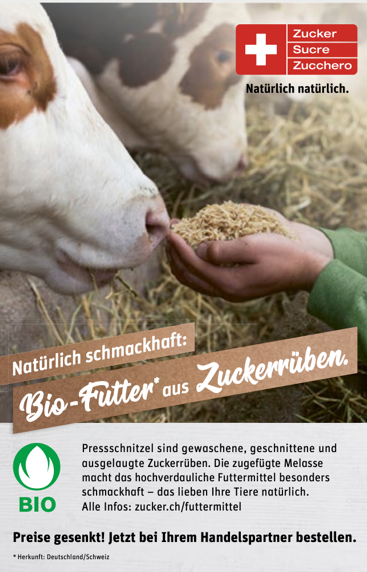 Zucker
Sucre
Zucchero
Natürlich natürlich.
Natürlich schmackhaft:
Bio-Futter* aus Zuckerrüben.
BIO
Pressschnitzel sind gewaschene, geschnittene und
ausgelaugte Zuckerrüben. Die zugefügte Melasse
macht das hochverdauliche Futtermittel besonders
schmackhaft – das lieben Ihre Tiere natürlich.
Alle Infos: zucker.ch/futtermittel
Preise gesenkt! Jetzt bei Ihrem Handelspartner bestellen.
* Herkunft: Deutschland/Schweiz